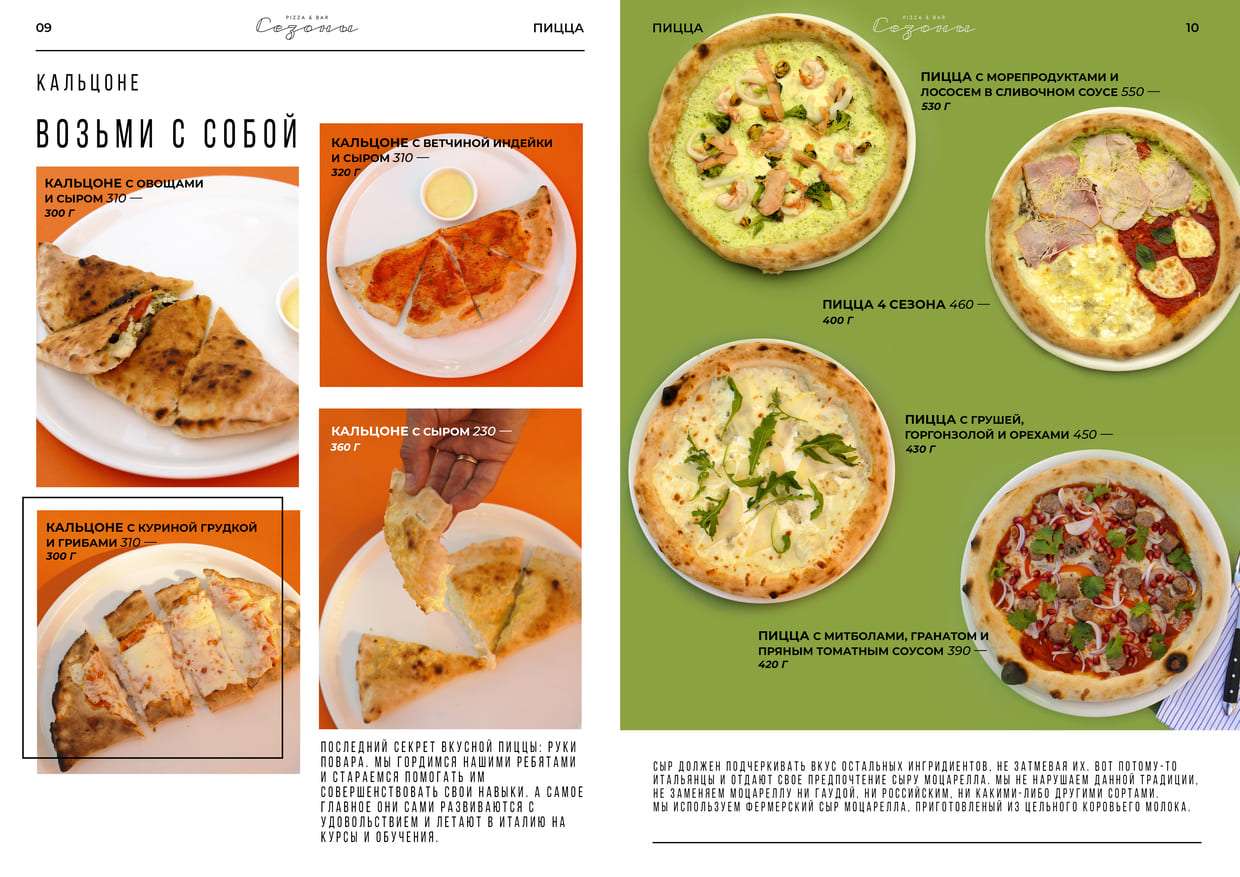 09
PIZZA & BAR
Сезоны
ПИЦЦА
КАЛЬЦОНЕ
ВОЗЬМИ С СОБОЙ
КАЛЬЦОНЕ С ОВОЩАМИ
И СЫРОМ 310 —
300 Г
КАЛЬЦОНЕ С ВЕТЧИНОЙ ИНДЕЙКИ
И СЫРОМ 310 —
320 Г
КАЛЬЦОНЕ С СЫРОМ 230 —
360 Г
КАЛЬЦОНЕ С КУРИНОЙ ГРУДКОЙ
И ГРИБАМИ 310 —
300 Г
ПОСЛЕДНИЙ СЕКРЕТ ВКУСНОЙ ПИЦЦЫ: РУКИ
ПОВАРА. МЫ ГОРДИМСЯ НАШИМИ РЕБЯТАМИ
И СТАРАЕМСЯ ПОМОГАТЬ ИМ
СОВЕРШЕНСТВОВАТЬ СВОИ НАВЫКИ. А САМОЕ
ГЛАВНОЕ ОНИ САМИ РАЗВИВАЮТСЯ С
УДОВОЛЬСТВИЕМ И ЛЕТАЮТ В ИТАЛИЮ НА
КУРСЫ И ОБУЧЕНИЯ.
ПИЦЦА
PIZZA & BAR
Сезоны
10
ПИЦЦА С МОРЕПРОДУКТАМИ И
ЛОСОСЕМ В СЛИВОЧНОМ СОУСЕ 550 —
530 Г
ПИЦЦА 4 СЕЗОНА 460 —
400 Г
ПИЦЦА С ГРУШЕЙ,
ГОРГОНЗОЛОЙ И ОРЕХАМИ 450 —
430 Г
ПИЦЦА С МИТБОЛАМИ, ГРАНАТОМ И
ПРЯНЫМ ТОМАТНЫМ СОУСОМ 390 —
420 Г
СЫР ДОЛЖЕН ПОДЧЕРКИВАТЬ ВКУС ОСТАЛЬНЫХ ИНГРИДИЕНТОВ, НЕ ЗАТМЕВАЯ ИХ. ВОТ ПОТОМУ-ТО
ИТАЛЬЯНЦЫ И ОТДАЮТ СВОЕ ПРЕДПОЧТЕНИЕ СЫРУ МОЦАРЕЛЛА. МЫ НЕ НАРУШАЕМ ДАННОЙ ТРАДИЦИИ,
НЕ ЗАМЕНЯЕМ МОЦАРЕЛЛУ НИ ГАУДОЙ, НИ РОССИЙСКИМ, НИ КАКИМИ-ЛИБО ДРУГИМИ СОРТАМИ.
МЫ ИСПОЛЬЗУЕМ ФЕРМЕРСКИЙ СЫР МОЦАРЕЛЛА, ПРИГОТОВЛЕНЫЙ ИЗ ЦЕЛЬНОГО КОРОВЬЕГО МОЛОКА.